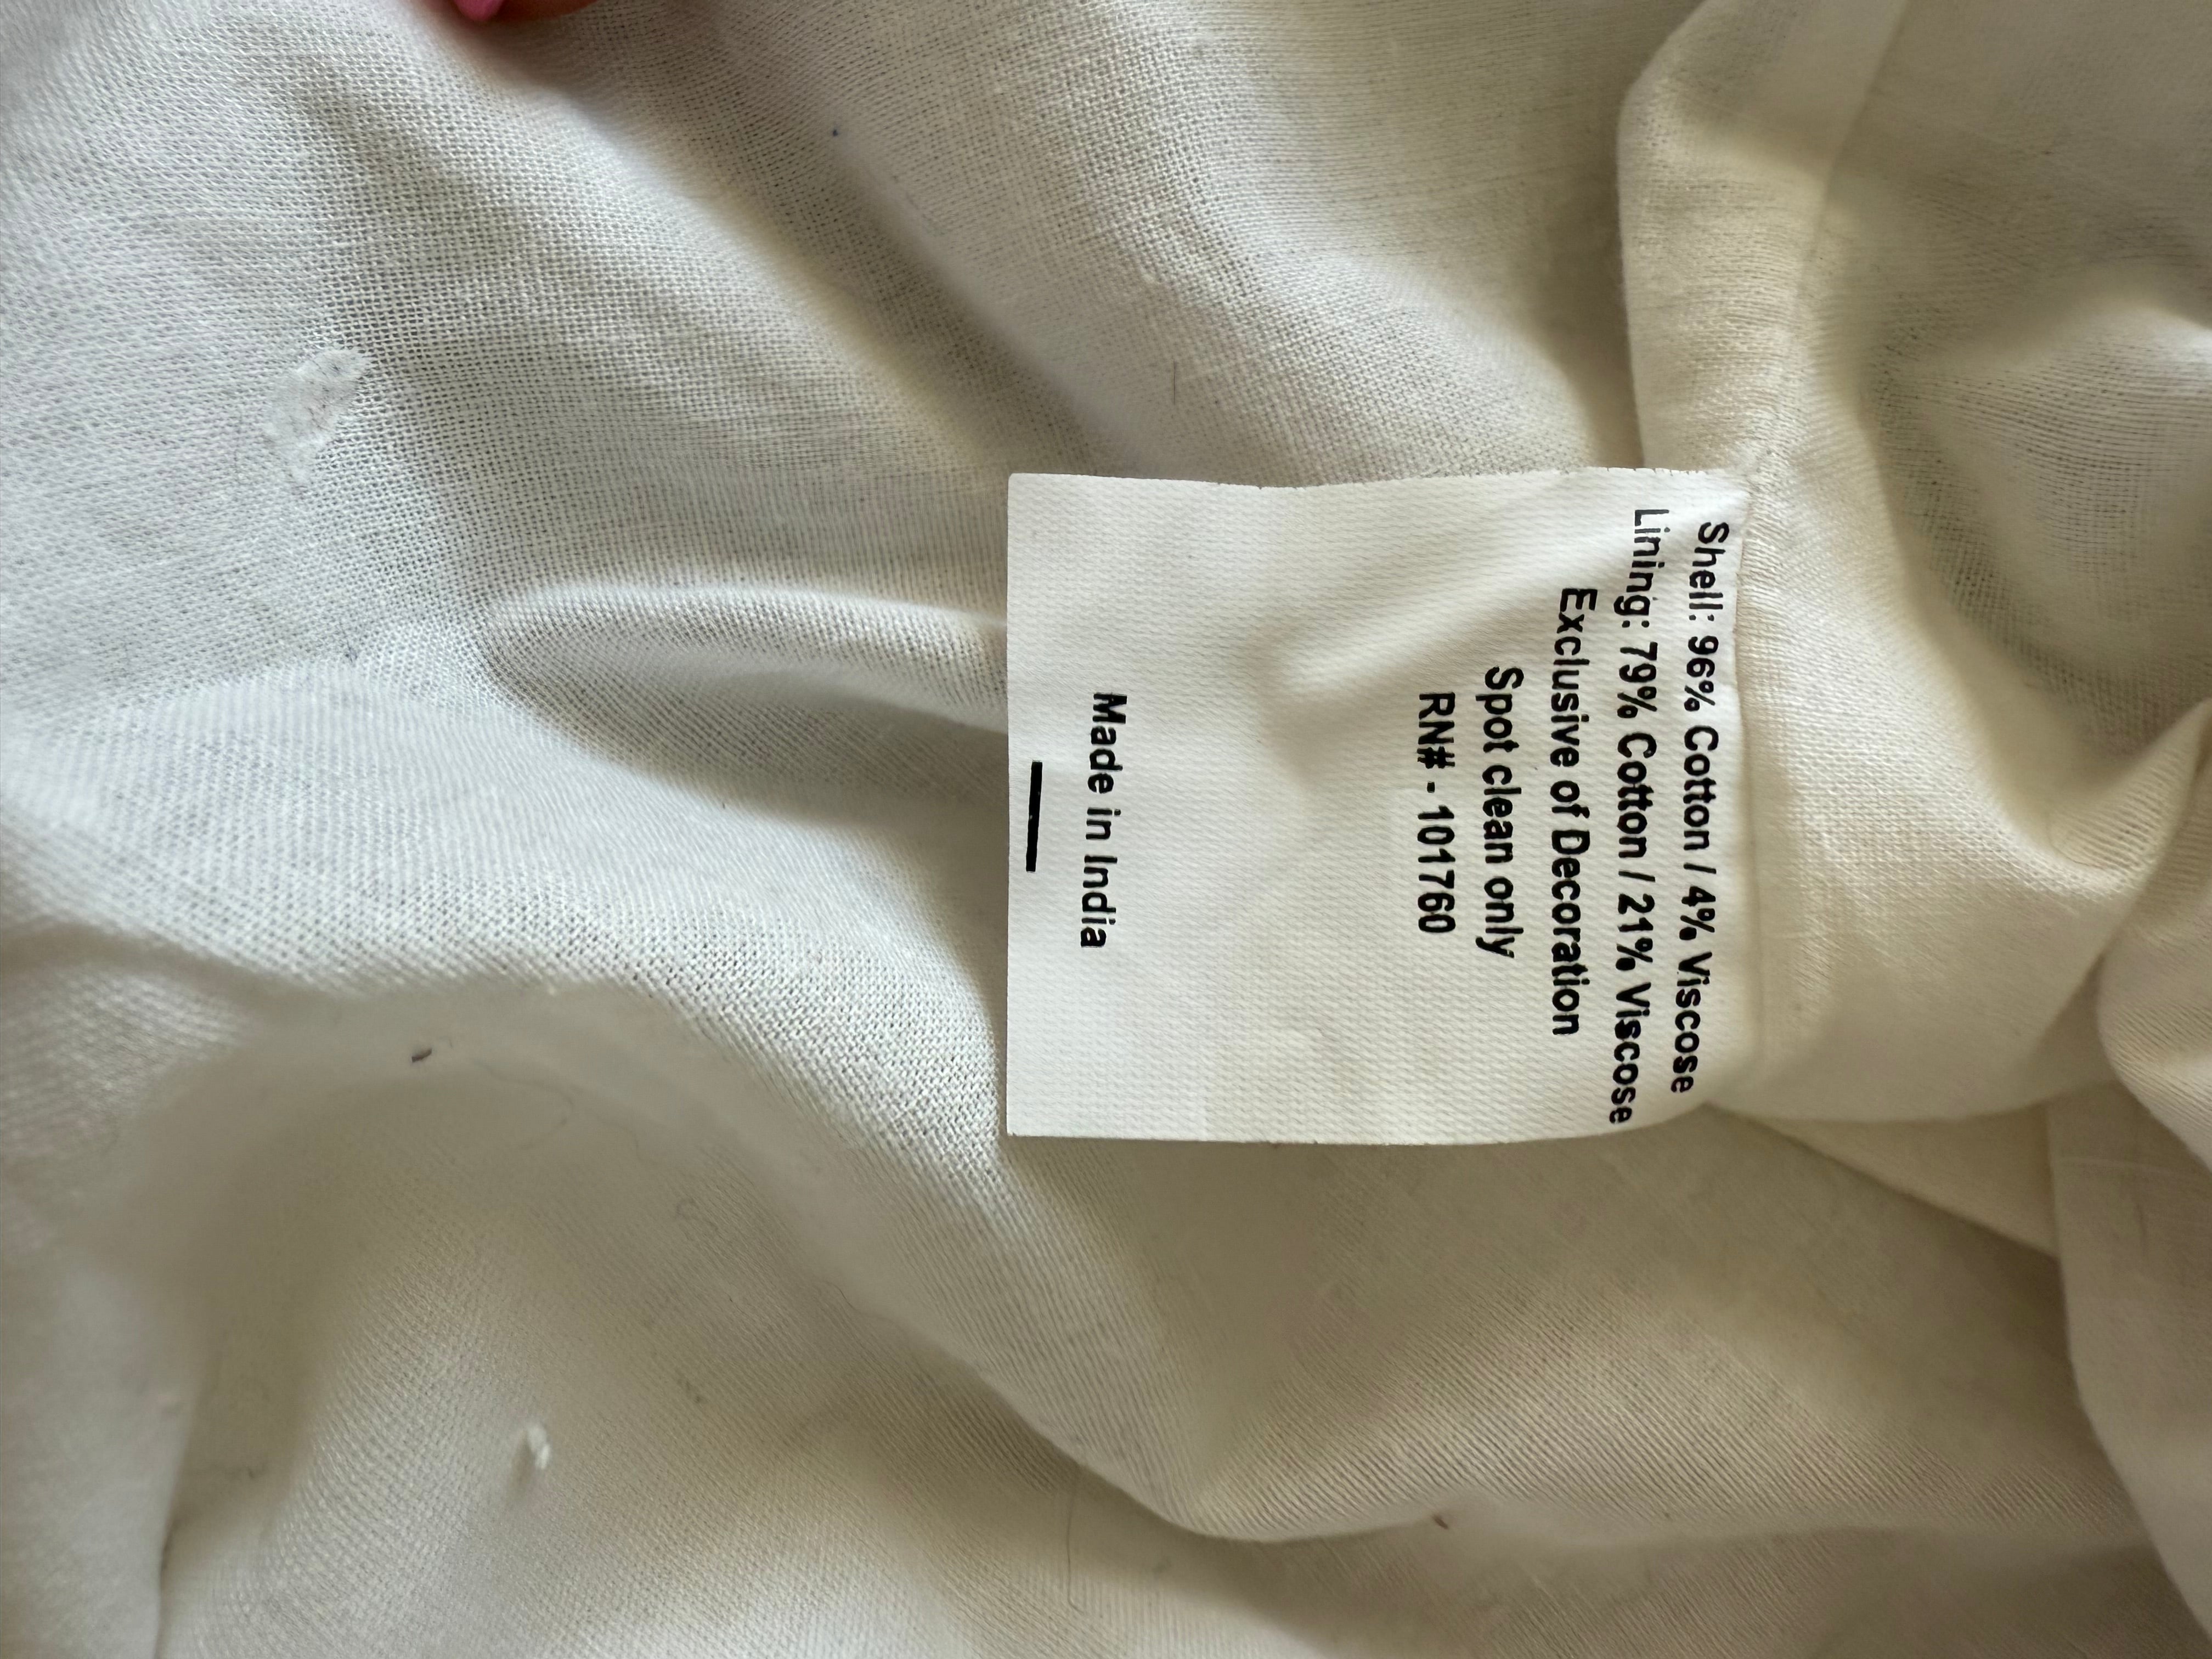 Shell: 96% Cotton / 4% Viscose
Lining: 79% Cotton / 21% Viscose
Exclusive of Decoration
Spot clean only
RN# - 101760
Made in India